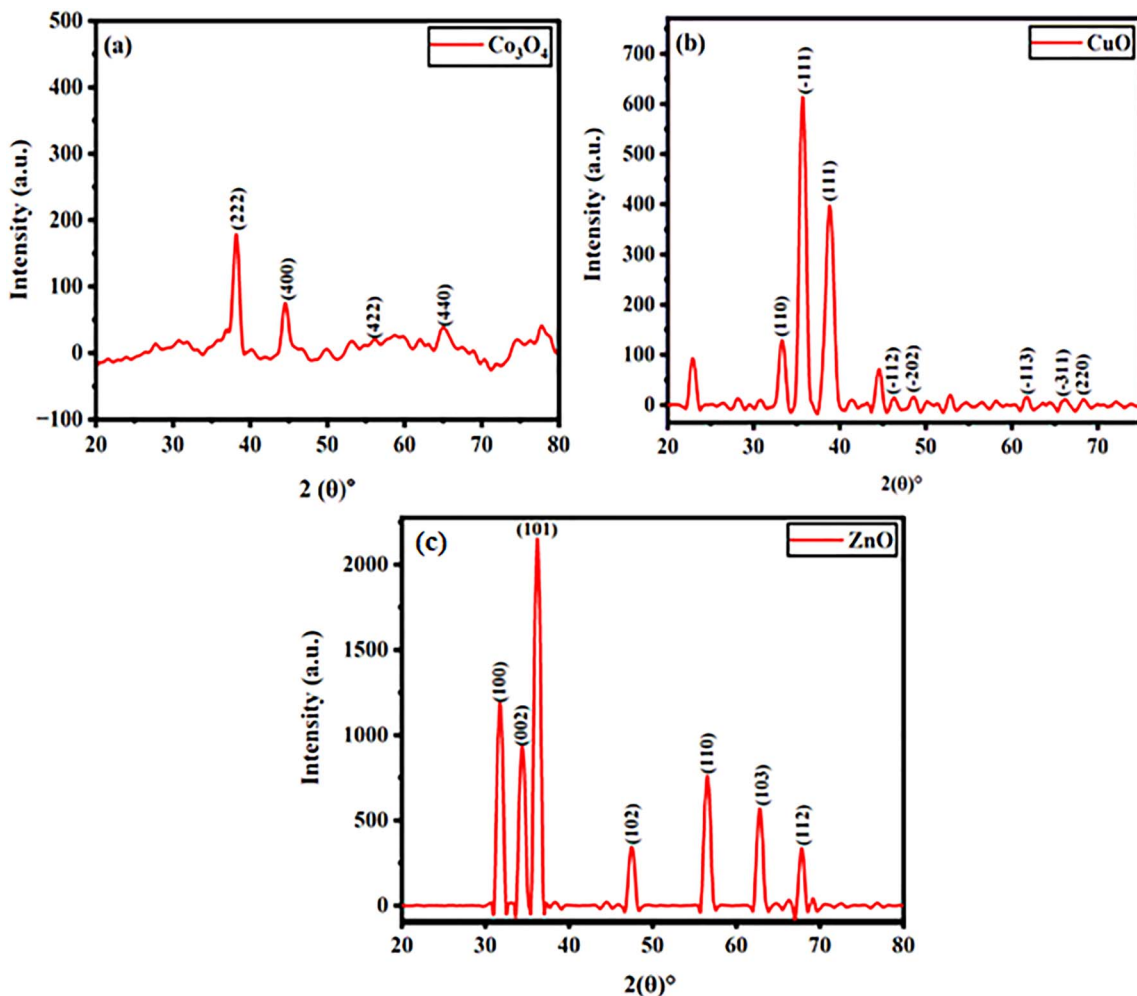 (a)
Co₃O₄
500
400
300
200
100
0
−100
Intensity (a.u.)
(222)
(400)
(422)
(440)
20 30 40 50 60 70 80
2 (θ)°
(b)
CuO
700
600
500
400
300
200
100
0
Intensity (a.u.)
(110)
(-111)
(111)
(-112)
(-202)
(-113)
(-311)
(220)
20 30 40 50 60 70
2(θ)°
(c)
ZnO
2000
1500
1000
500
0
Intensity (a.u.)
(100)
(002)
(101)
(102)
(110)
(103)
(112)
20 30 40 50 60 70 80
2(θ)°